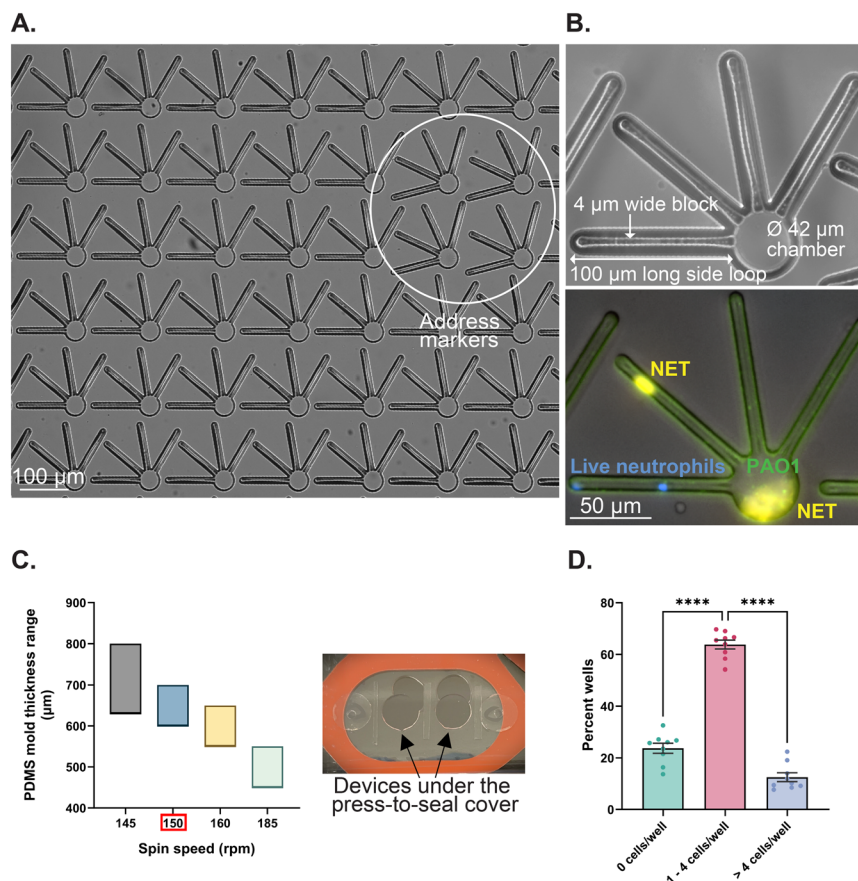 A.
Address
markers
100 μm
B.
4 μm wide block
Ø 42 μm
chamber
100 μm long side loop
NET
Live neutrophils
PAO1
NET
50 μm
C.
PDMS mold thickness range
(μm)
900
800
700
600
500
400
145
150
160
185
Spin speed (rpm)
Devices under the
press-to-seal cover
D.
Percent wells
80
60
40
20
0
****
****
0 cells/well
1 - 4 cells/well
> 4 cells/well